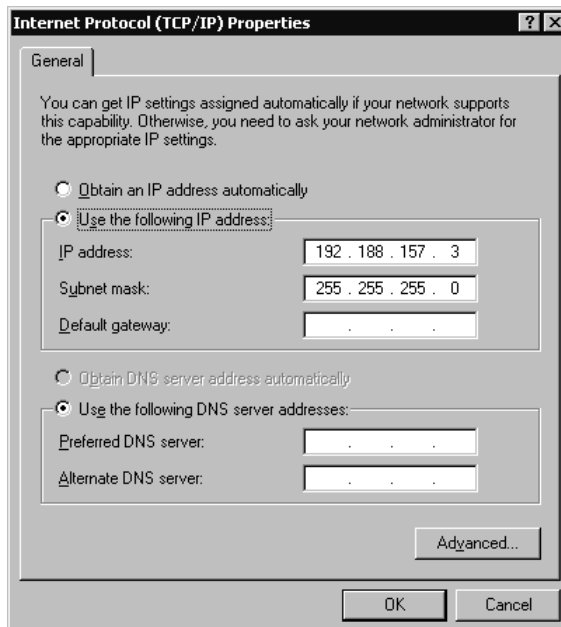 Internet Protocol (TCP/IP) Properties
General
You can get IP settings assigned automatically if your network supports
this capability. Otherwise, you need to ask your network administrator for
the appropriate IP settings.
Obtain an IP address automatically
Use the following IP address:
IP address: 192 . 188 . 157 . 3
Subnet mask: 255 . 255 . 255 . 0
Default gateway: . . .
Obtain DNS server address automatically
Use the following DNS server addresses:
Preferred DNS server: . . .
Alternate DNS server: . . .
Advanced...
OK Cancel